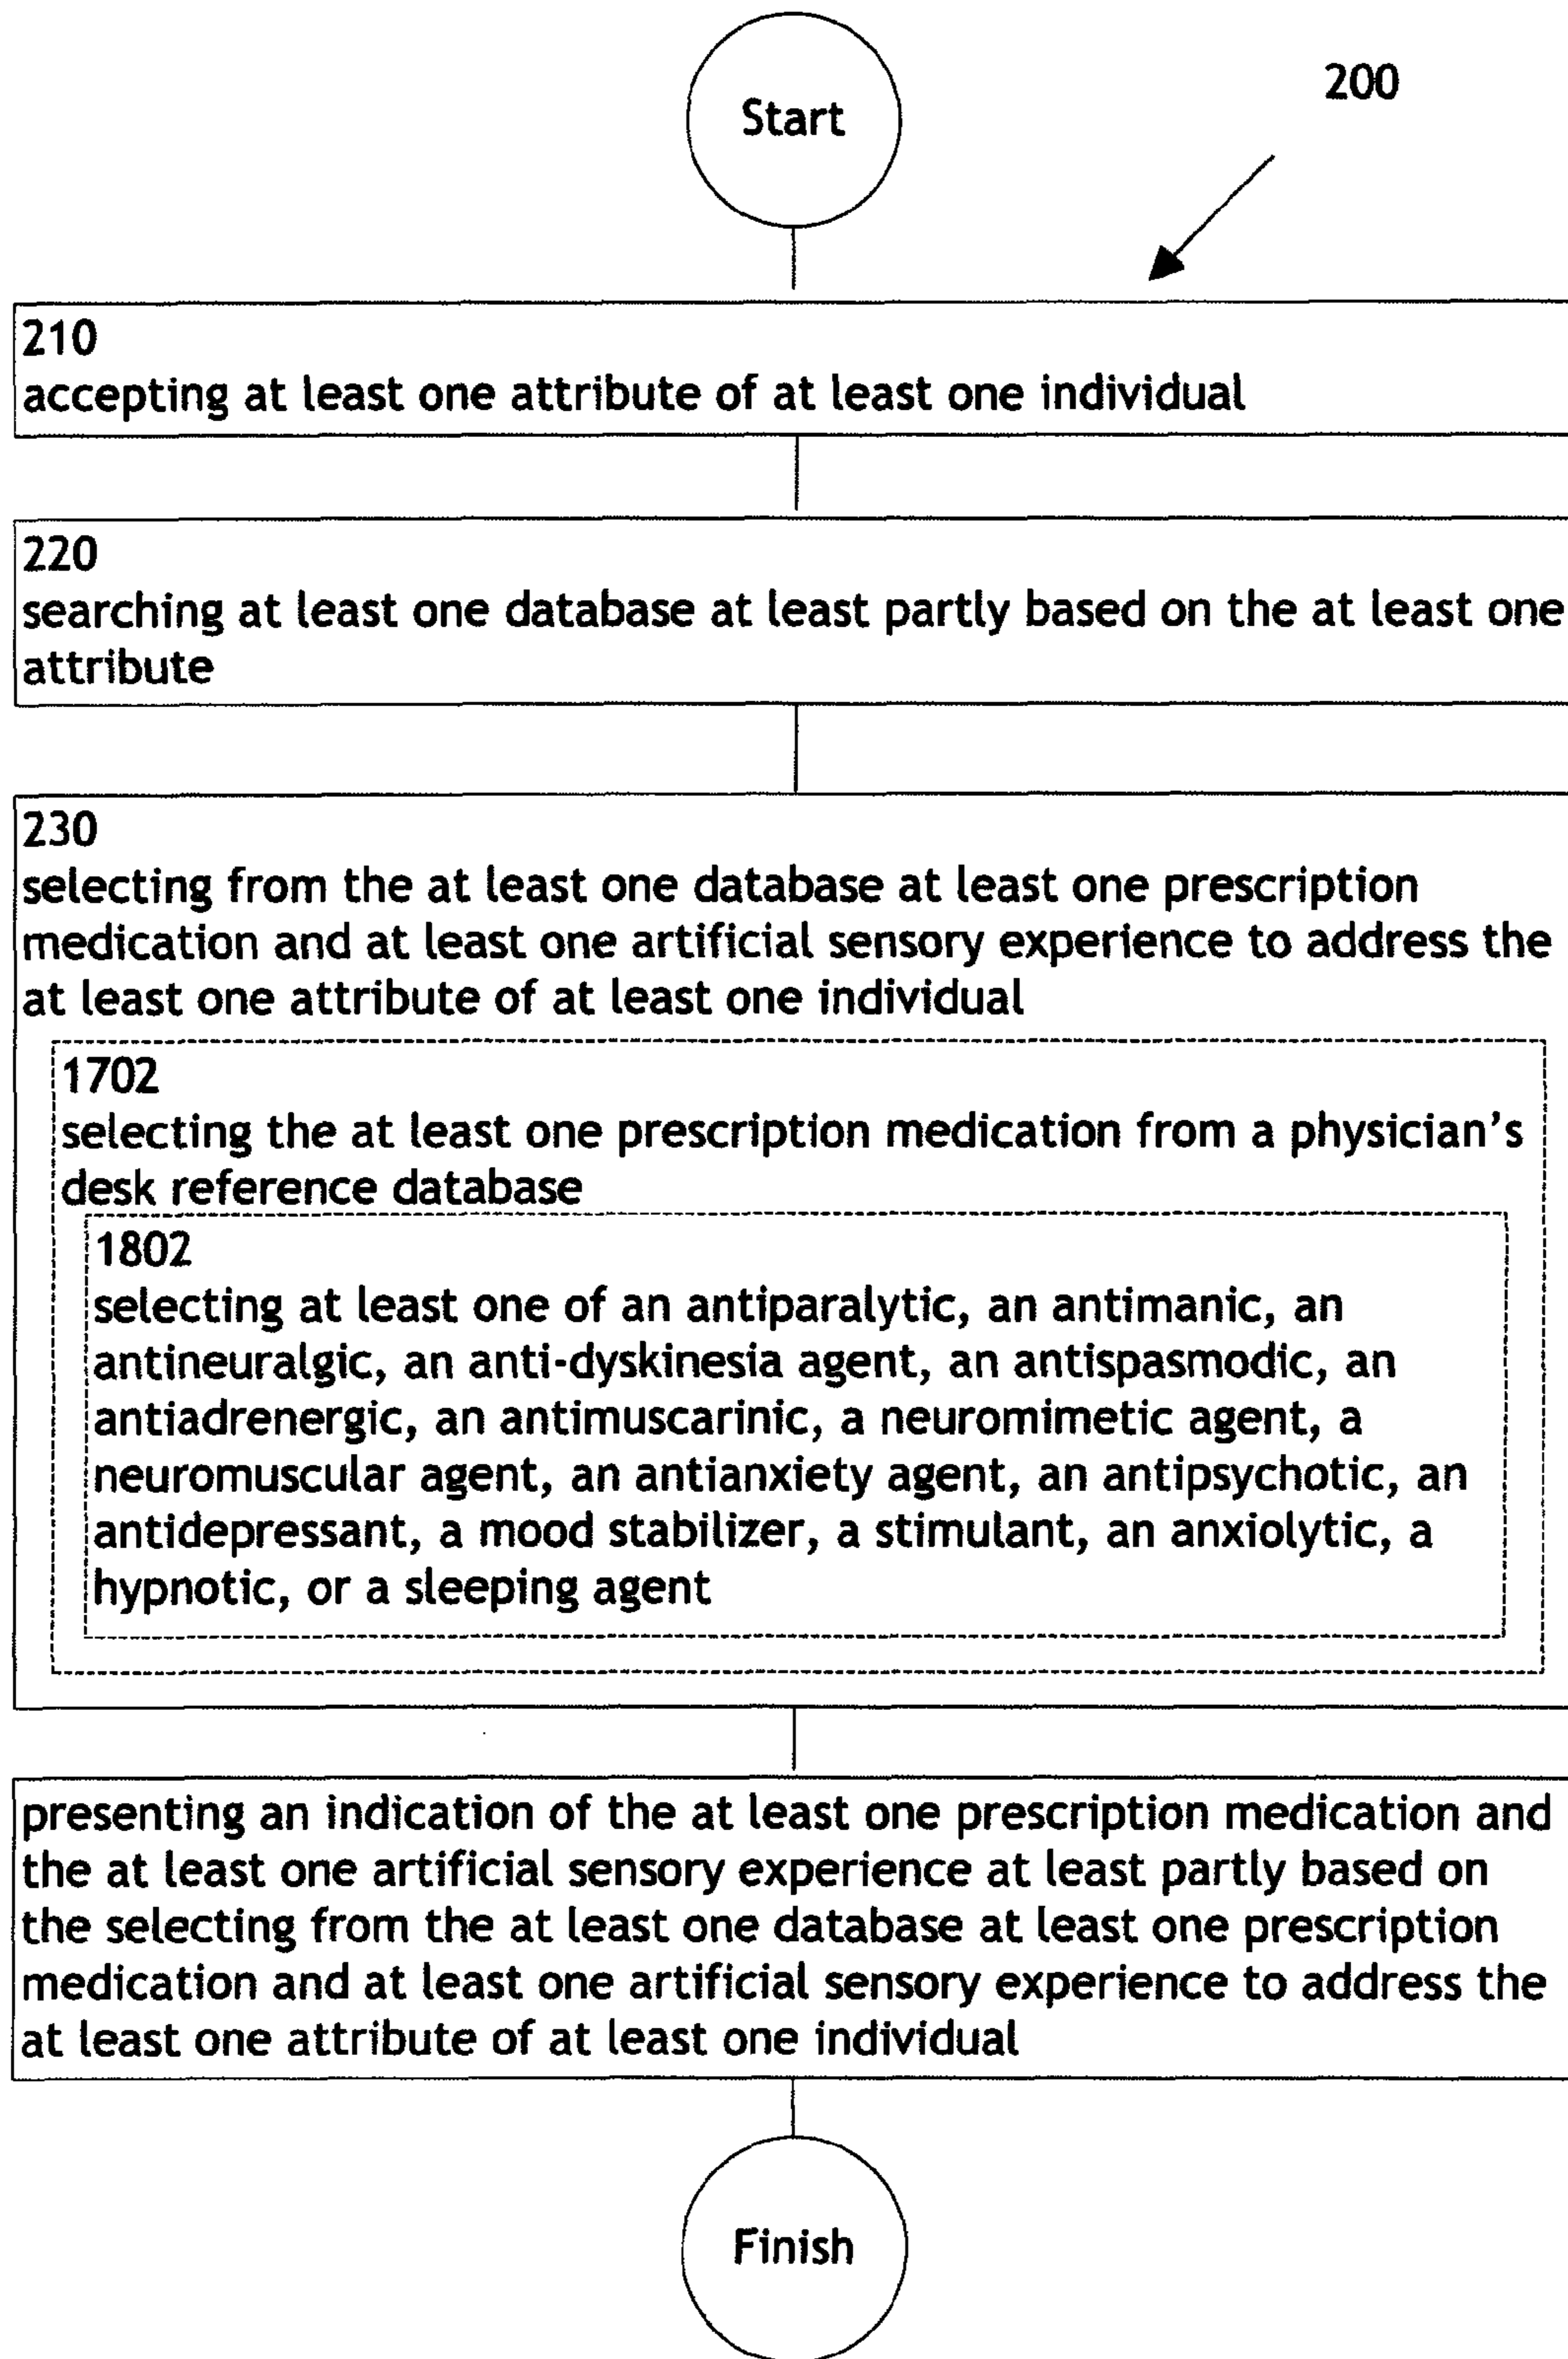 Start
200
210
accepting at least one attribute of at least one individual
220
searching at least one database at least partly based on the at least one
attribute
230
selecting from the at least one database at least one prescription
medication and at least one artificial sensory experience to address the
at least one attribute of at least one individual
1702
selecting the at least one prescription medication from a physician’s
desk reference database
1802
selecting at least one of an antiparalytic, an antimanic, an
antineuralgic, an anti-dyskinesia agent, an antispasmodic, an
antiadrenergic, an antimuscarinic, a neuromimetic agent, a
neuromuscular agent, an antianxiety agent, an antipsychotic, an
antidepressant, a mood stabilizer, a stimulant, an anxiolytic, a
hypnotic, or a sleeping agent
presenting an indication of the at least one prescription medication and
the at least one artificial sensory experience at least partly based on
the selecting from the at least one database at least one prescription
medication and at least one artificial sensory experience to address the
at least one attribute of at least one individual
Finish